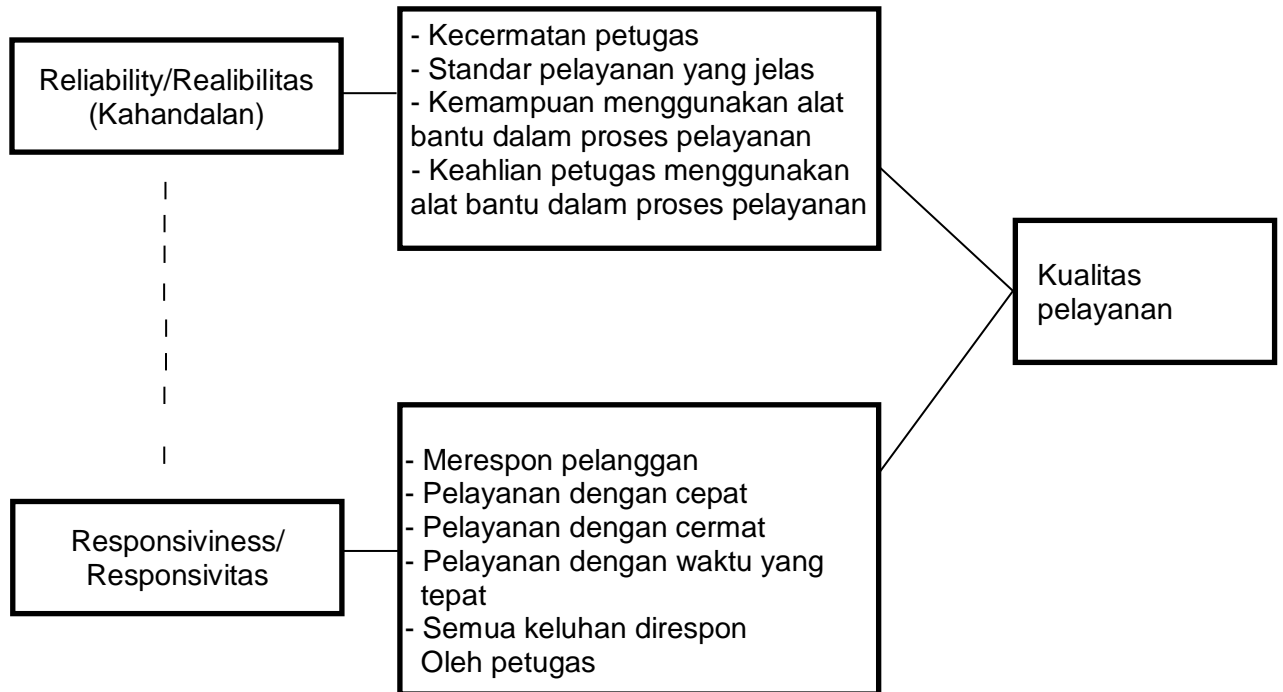 Reliability/Realibilitas
(Kahandalan)
- Kecermatan petugas
- Standar pelayanan yang jelas
- Kemampuan menggunakan alat
bantu dalam proses pelayanan
- Keahlian petugas menggunakan
alat bantu dalam proses pelayanan
Kualitas
pelayanan
Responsiviness/
Responsivitas
- Merespon pelanggan
- Pelayanan dengan cepat
- Pelayanan dengan cermat
- Pelayanan dengan waktu yang
tepat
- Semua keluhan direspon
Oleh petugas